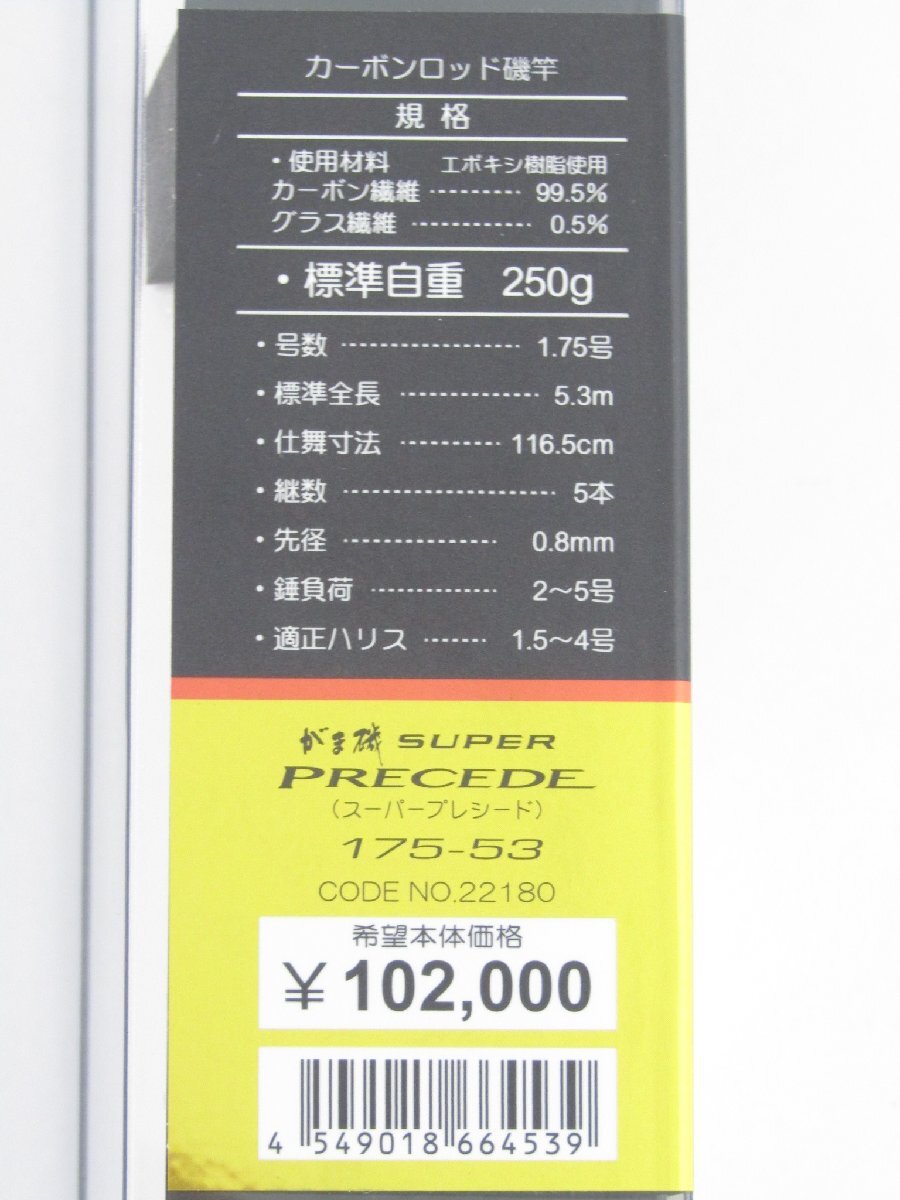 カーボンロッド磯竿
規 格
・使用材料 エポキシ樹脂使用
カーボン繊維 ················ 99.5%
グラス繊維 ····················· 0.5%
・標準自重 250g
・号数 ······························· 1.75号
・標準全長 ························ 5.3m
・仕舞寸法 ················· 116.5cm
・継数 ····································· 5本
・先径 ··························· 0.8mm
・錘負荷 ······················ 2～5号
・適正ハリス ··········· 1.5～4号
がま磯 SUPER
PRECEDE
(スーパープレシード)
175-53
CODE NO.22180
希望本体価格
¥ 102,000
4 549018 664539